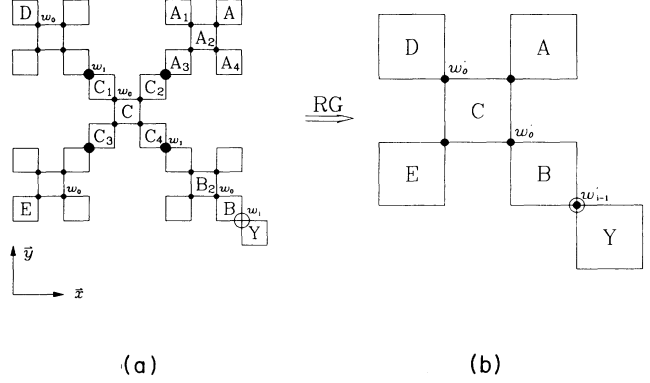 D w₀ A₁ A
A₂
w₁ A₃ A₄
C₁ w₀ C₂
C
C₃ C₄ w₁
w₀ B₂ w₀
E B wᵢ
Y
y⃗
x⃗
(a)
RG
D A
w₀'
C
w₀'
E B
w'ᵢ₋₁
Y
(b)